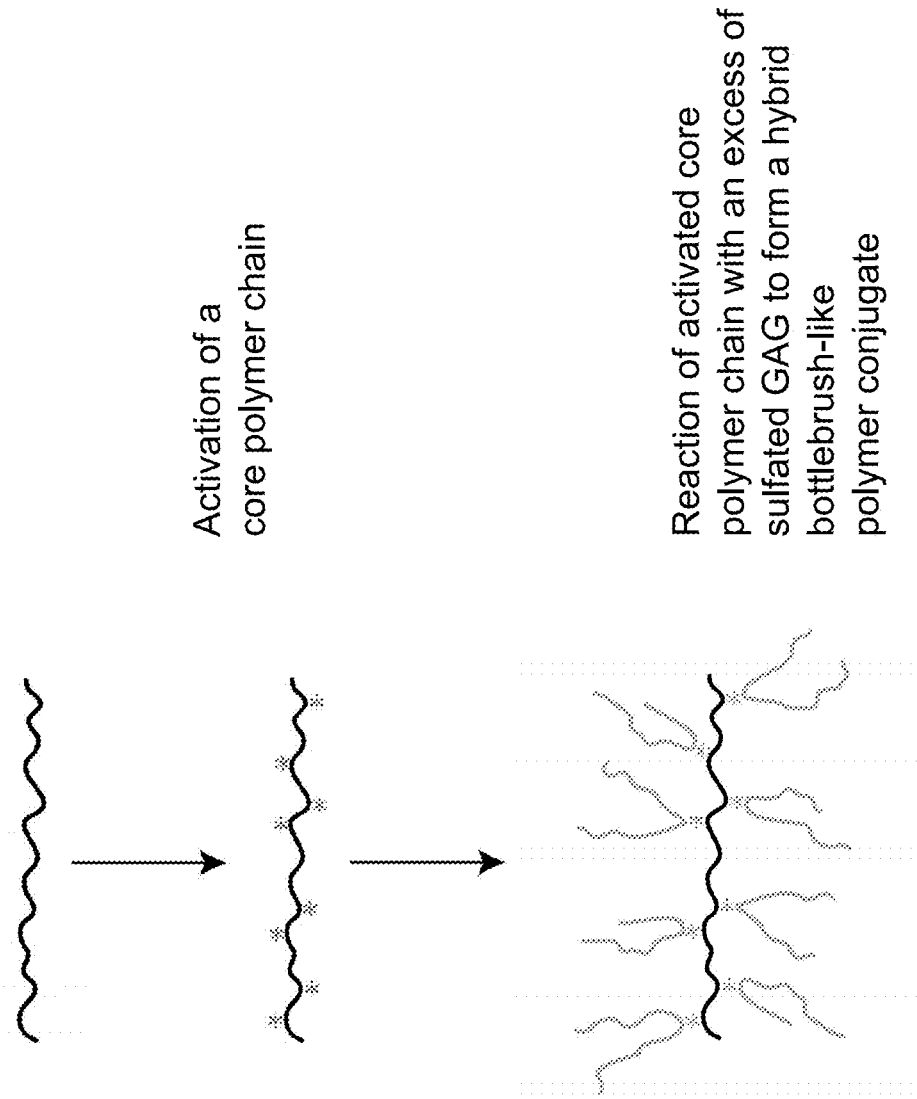 Activation of a
core polymer chain
Reaction of activated core
polymer chain with an excess of
sulfated GAG to form a hybrid
bottlebrush-like
polymer conjugate